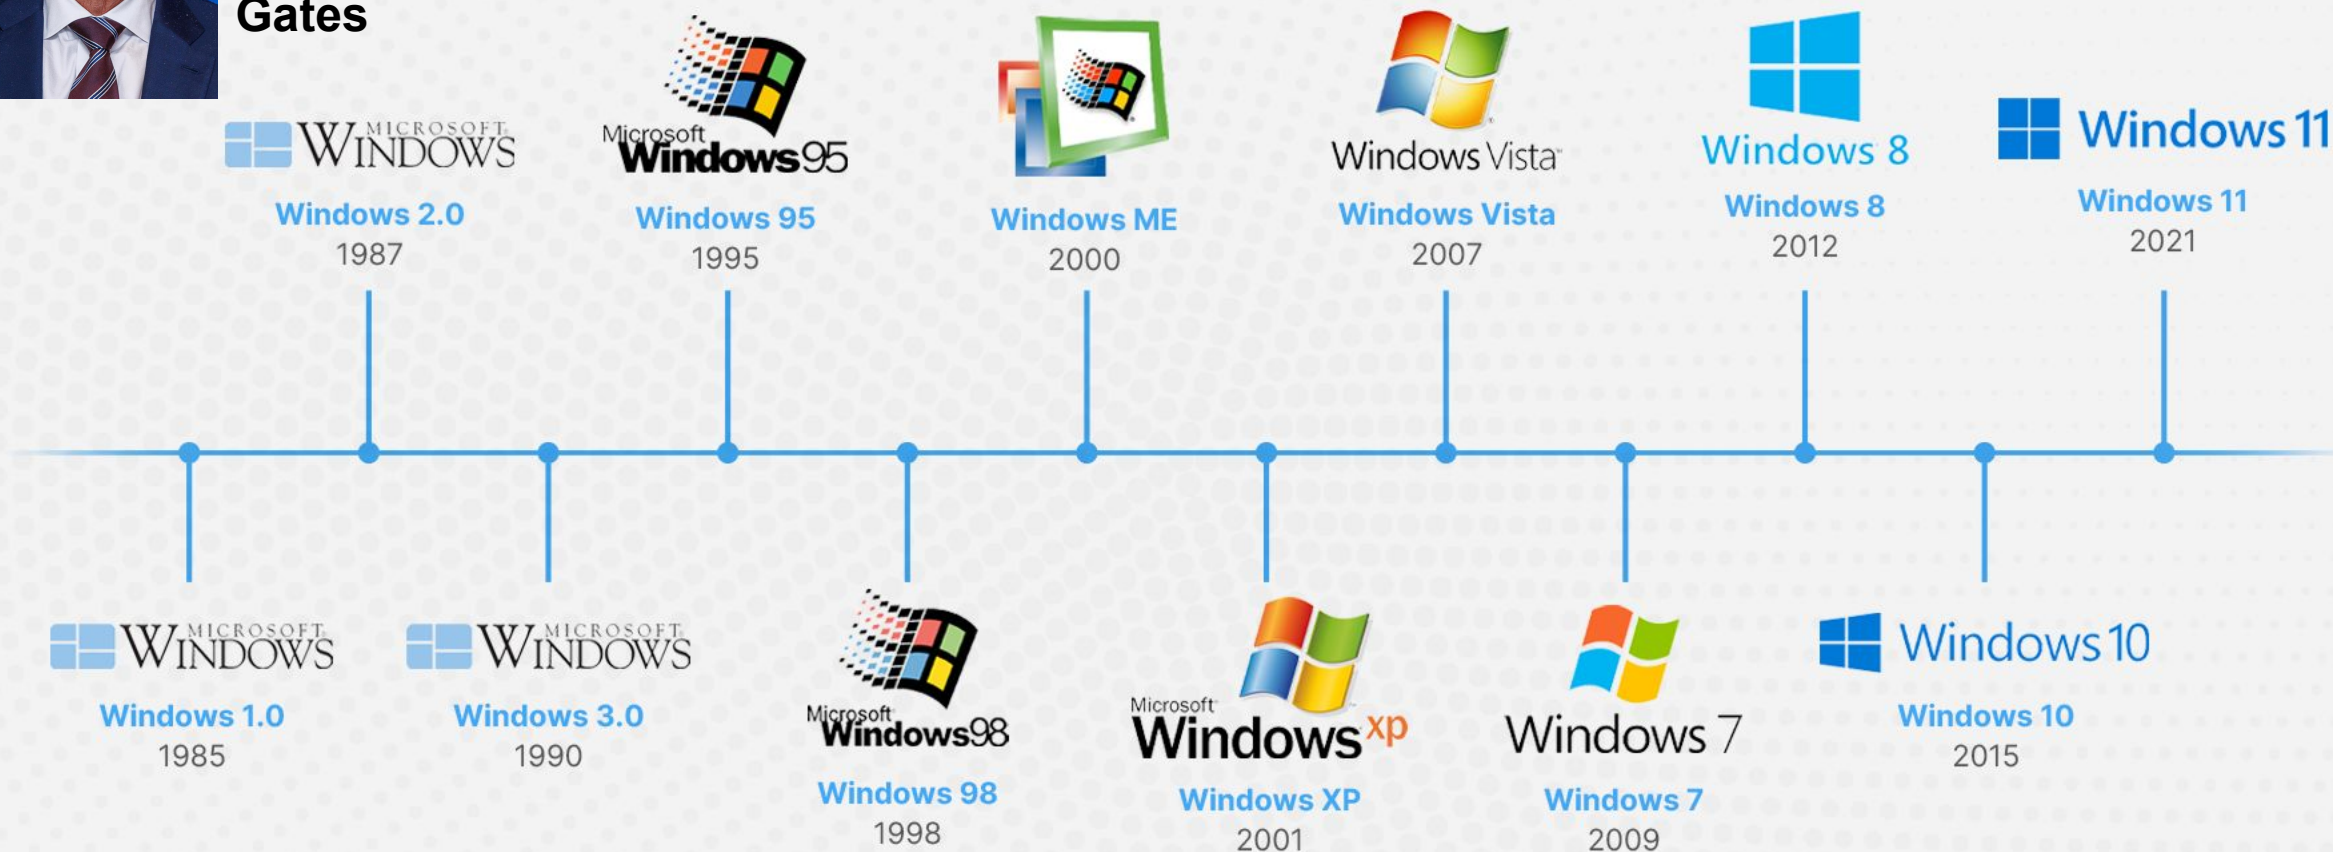 Gates
MICROSOFT
WINDOWS
Windows 2.0
1987
Microsoft
Windows95
Windows 95
1995
Windows ME
2000
Windows Vista™
Windows Vista
2007
Windows 8
Windows 8
2012
Windows 11
Windows 11
2021
MICROSOFT
WINDOWS
Windows 1.0
1985
MICROSOFT
WINDOWS
Windows 3.0
1990
Microsoft
Windows98
Windows 98
1998
Microsoft
Windows xp
Windows XP
2001
Windows 7
Windows 7
2009
Windows 10
Windows 10
2015